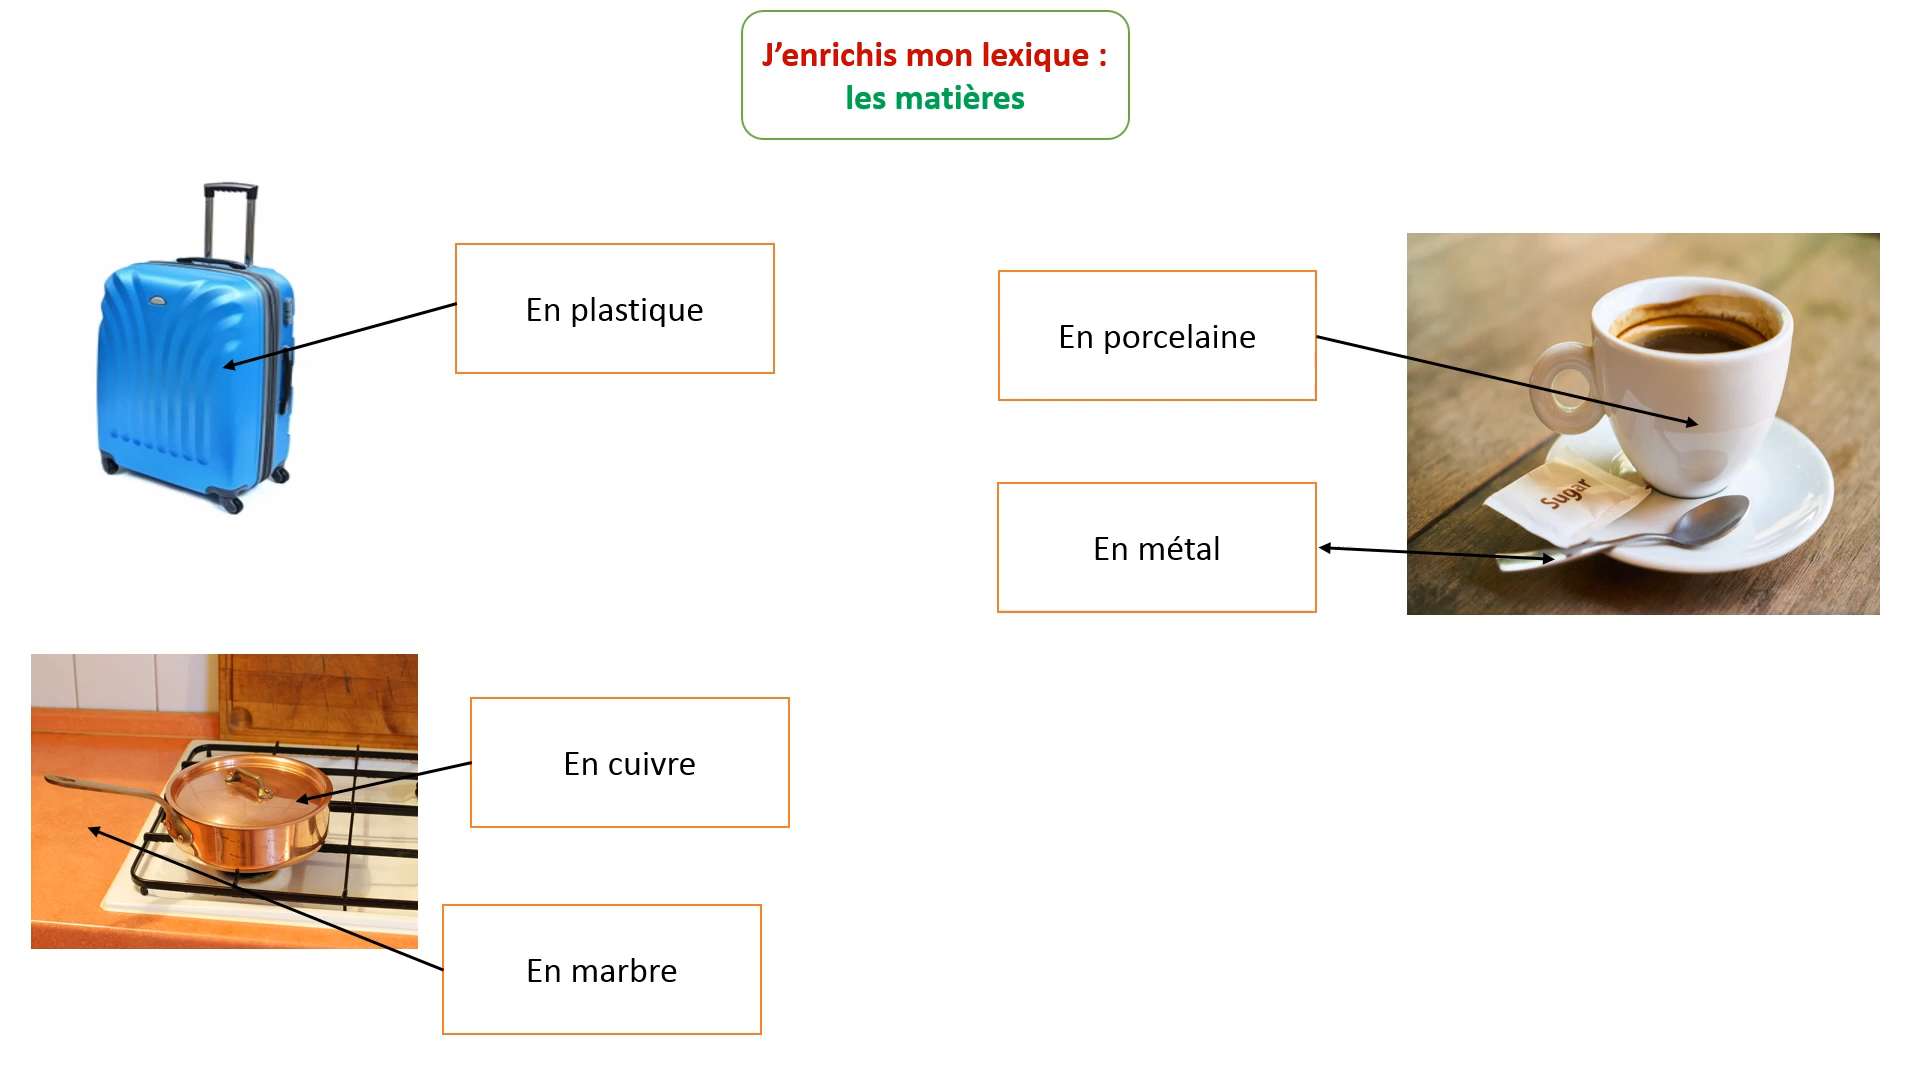 J’enrichis mon lexique :
les matières
En plastique
En porcelaine
Sugar
En métal
En cuivre
En marbre